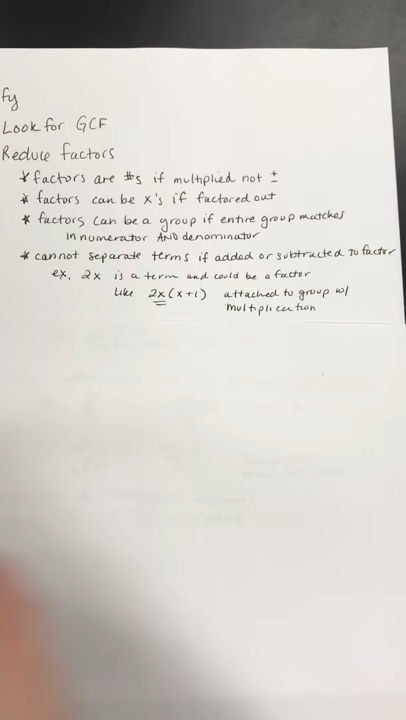 fy
Look for GCF
Reduce factors
* factors are #s if multiplied not ±
* factors can be x's if factored out
* factors can be a group if entire group matches
in numerator AND denominator
* cannot separate terms if added or subtracted to factor
ex, 2x is a term and could be a factor
like 2x(x+1) attached to group w/
multiplication